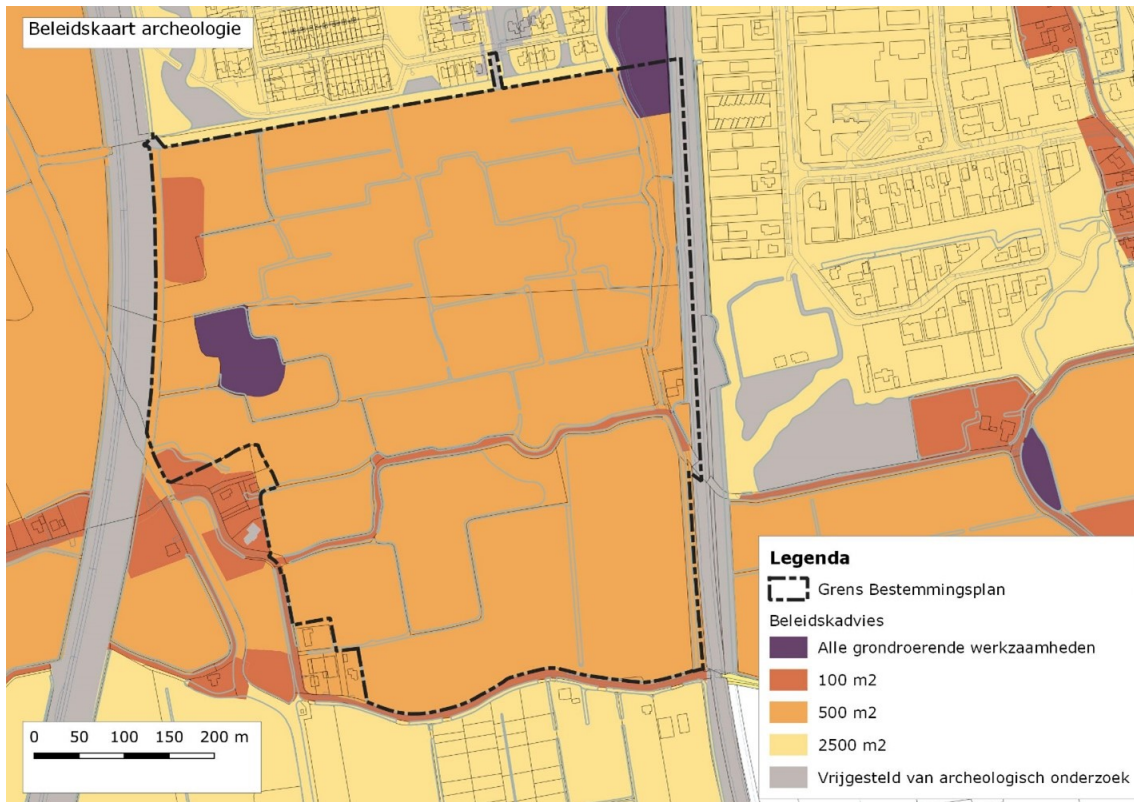 Beleidskaart archeologie
Legenda
Grens Bestemmingsplan
Beleidskadvies
Alle grondroerende werkzaamheden
100 m2
500 m2
2500 m2
Vrijgesteld van archeologisch onderzoek
0 50 100 150 200 m